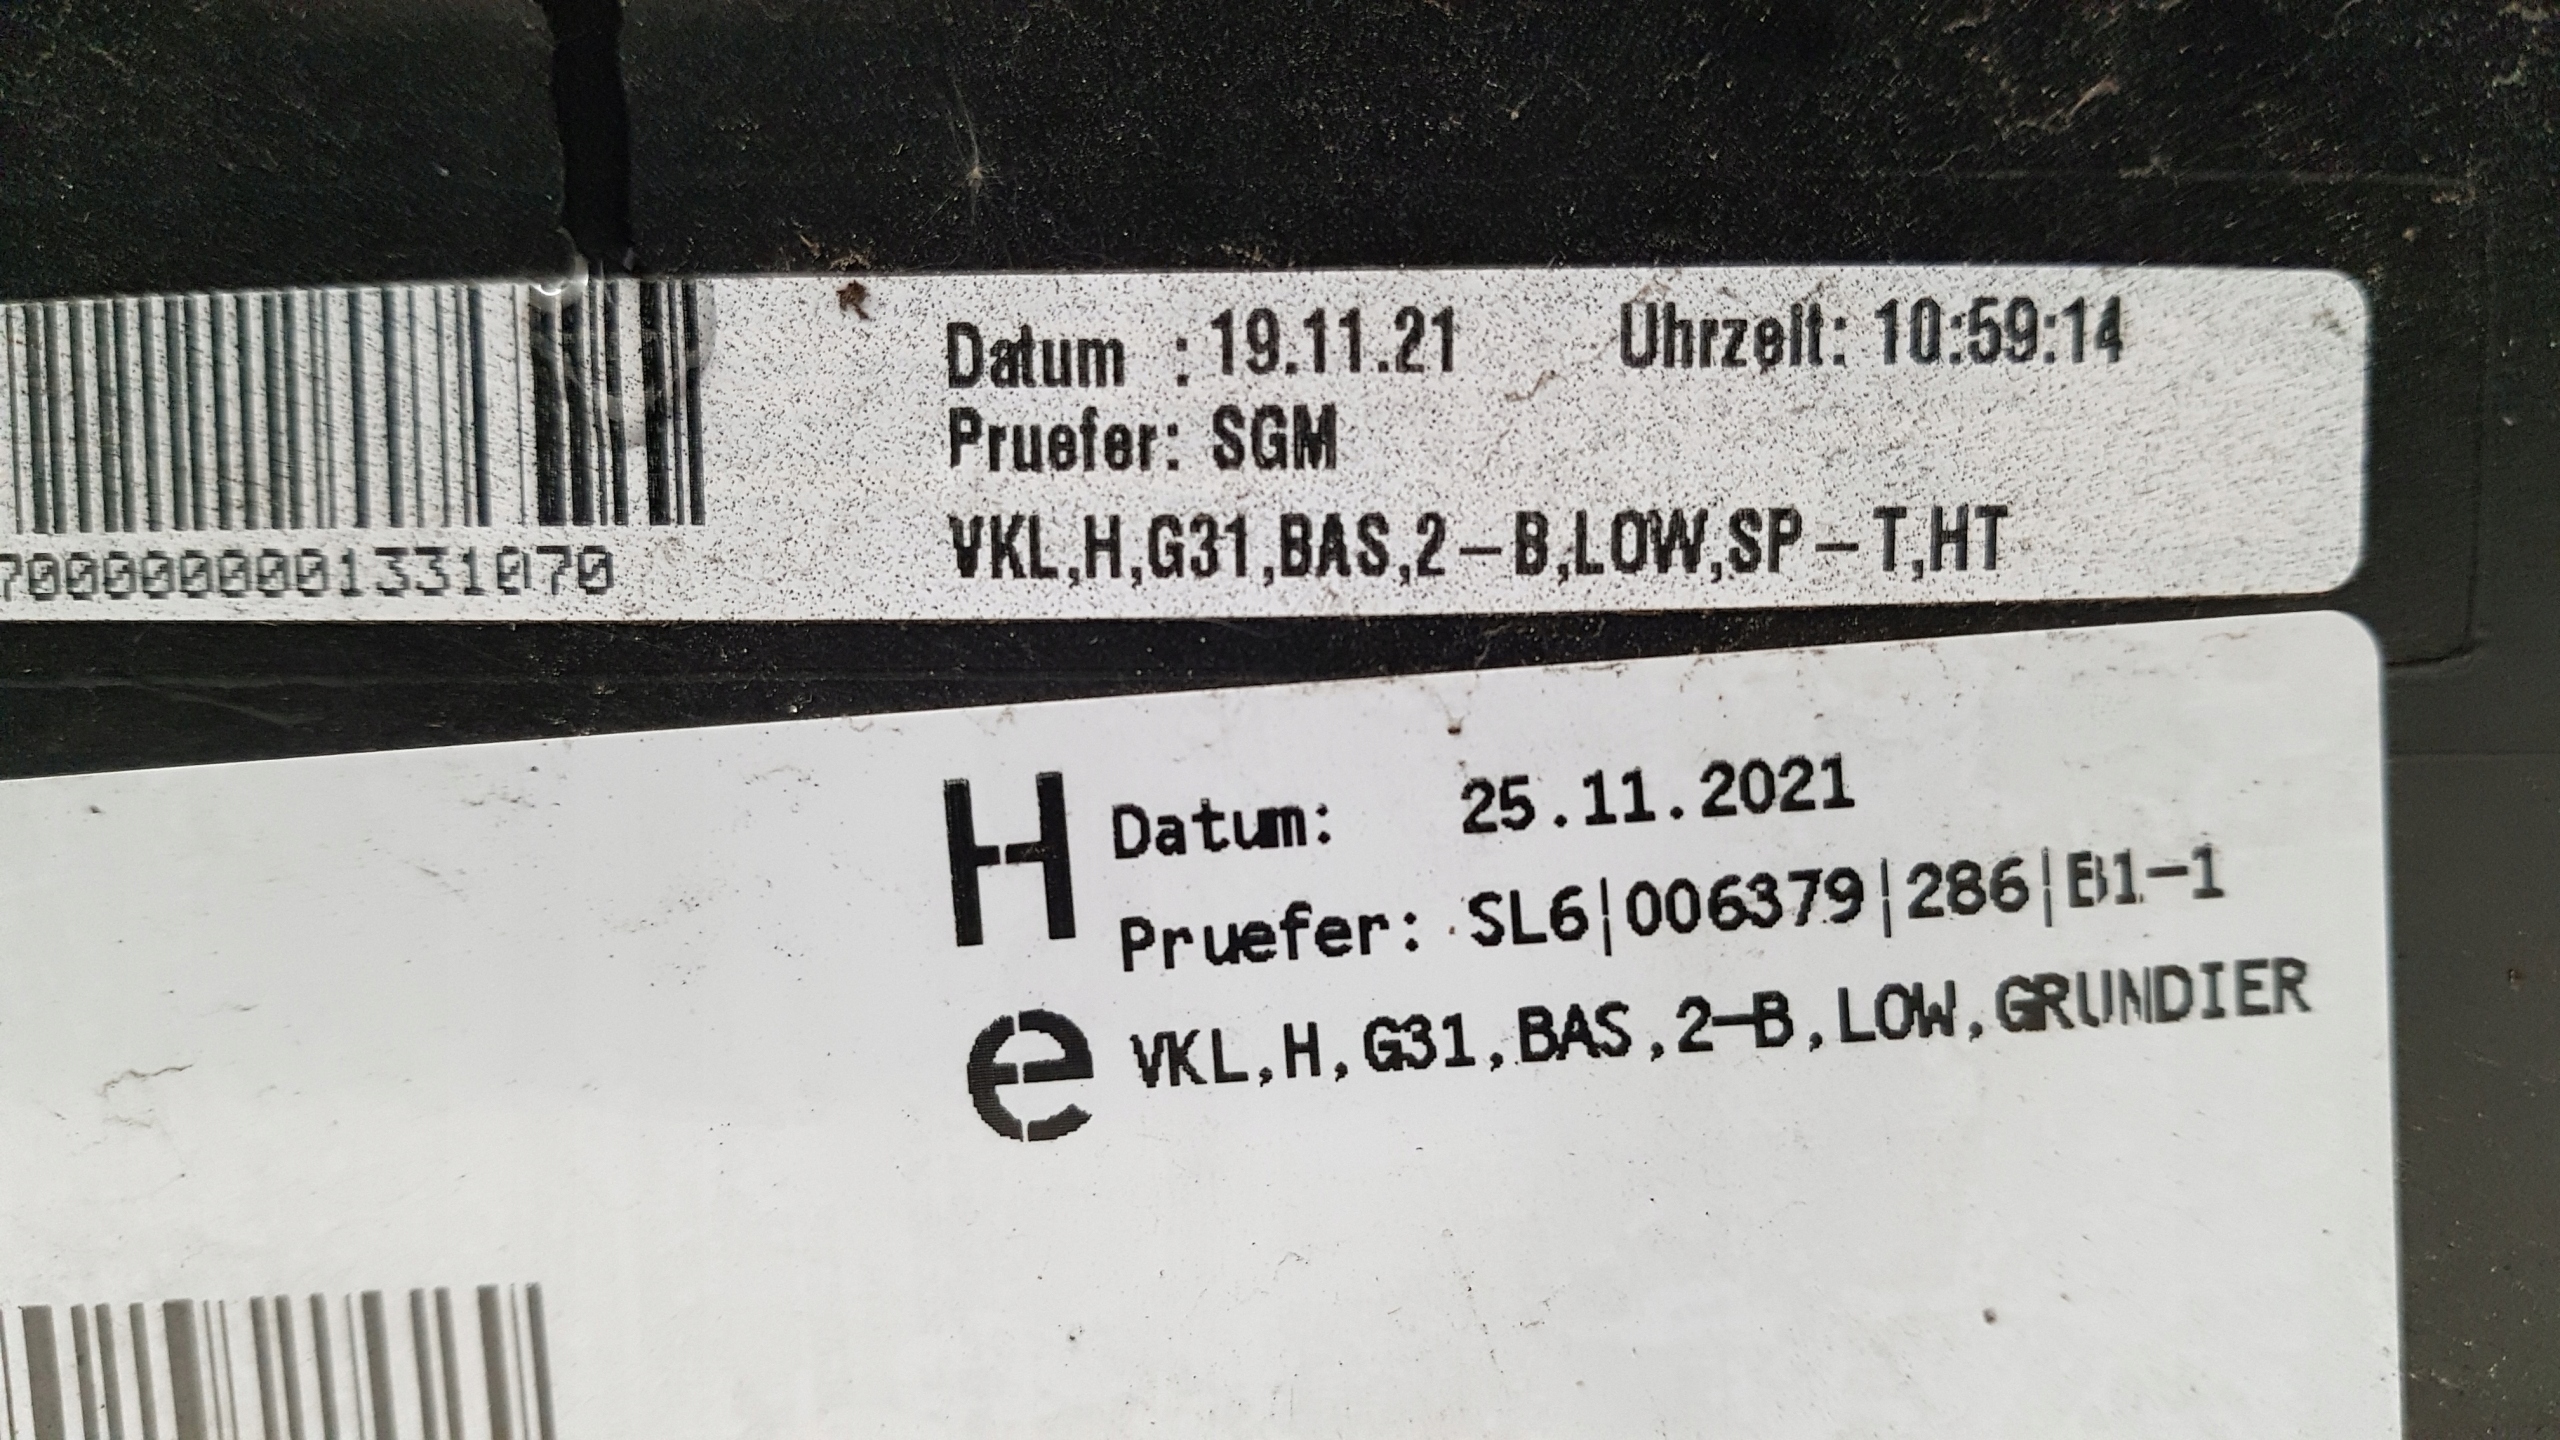 Datum : 19.11.21 Uhrzeit: 10:59:14
Pruefer: SGM
VKL,H,G31,BAS,2-B,LOW,SP-T,HT
70000000001331070
H Datum: 25.11.2021
Pruefer: SL6|006379|286|B1-1
e VKL,H,G31,BAS,2-B,LOW,GRUNDIER